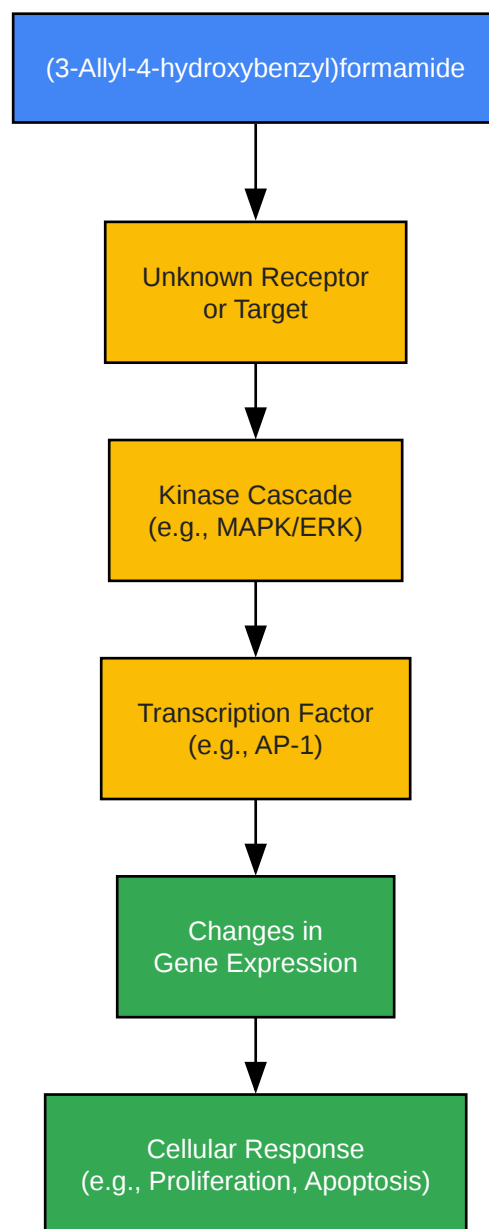 (3-Allyl-4-hydroxybenzyl)formamide
Unknown Receptor
or Target
Kinase Cascade
(e.g., MAPK/ERK)
Transcription Factor
(e.g., AP-1)
Changes in
Gene Expression
Cellular Response
(e.g., Proliferation, Apoptosis)